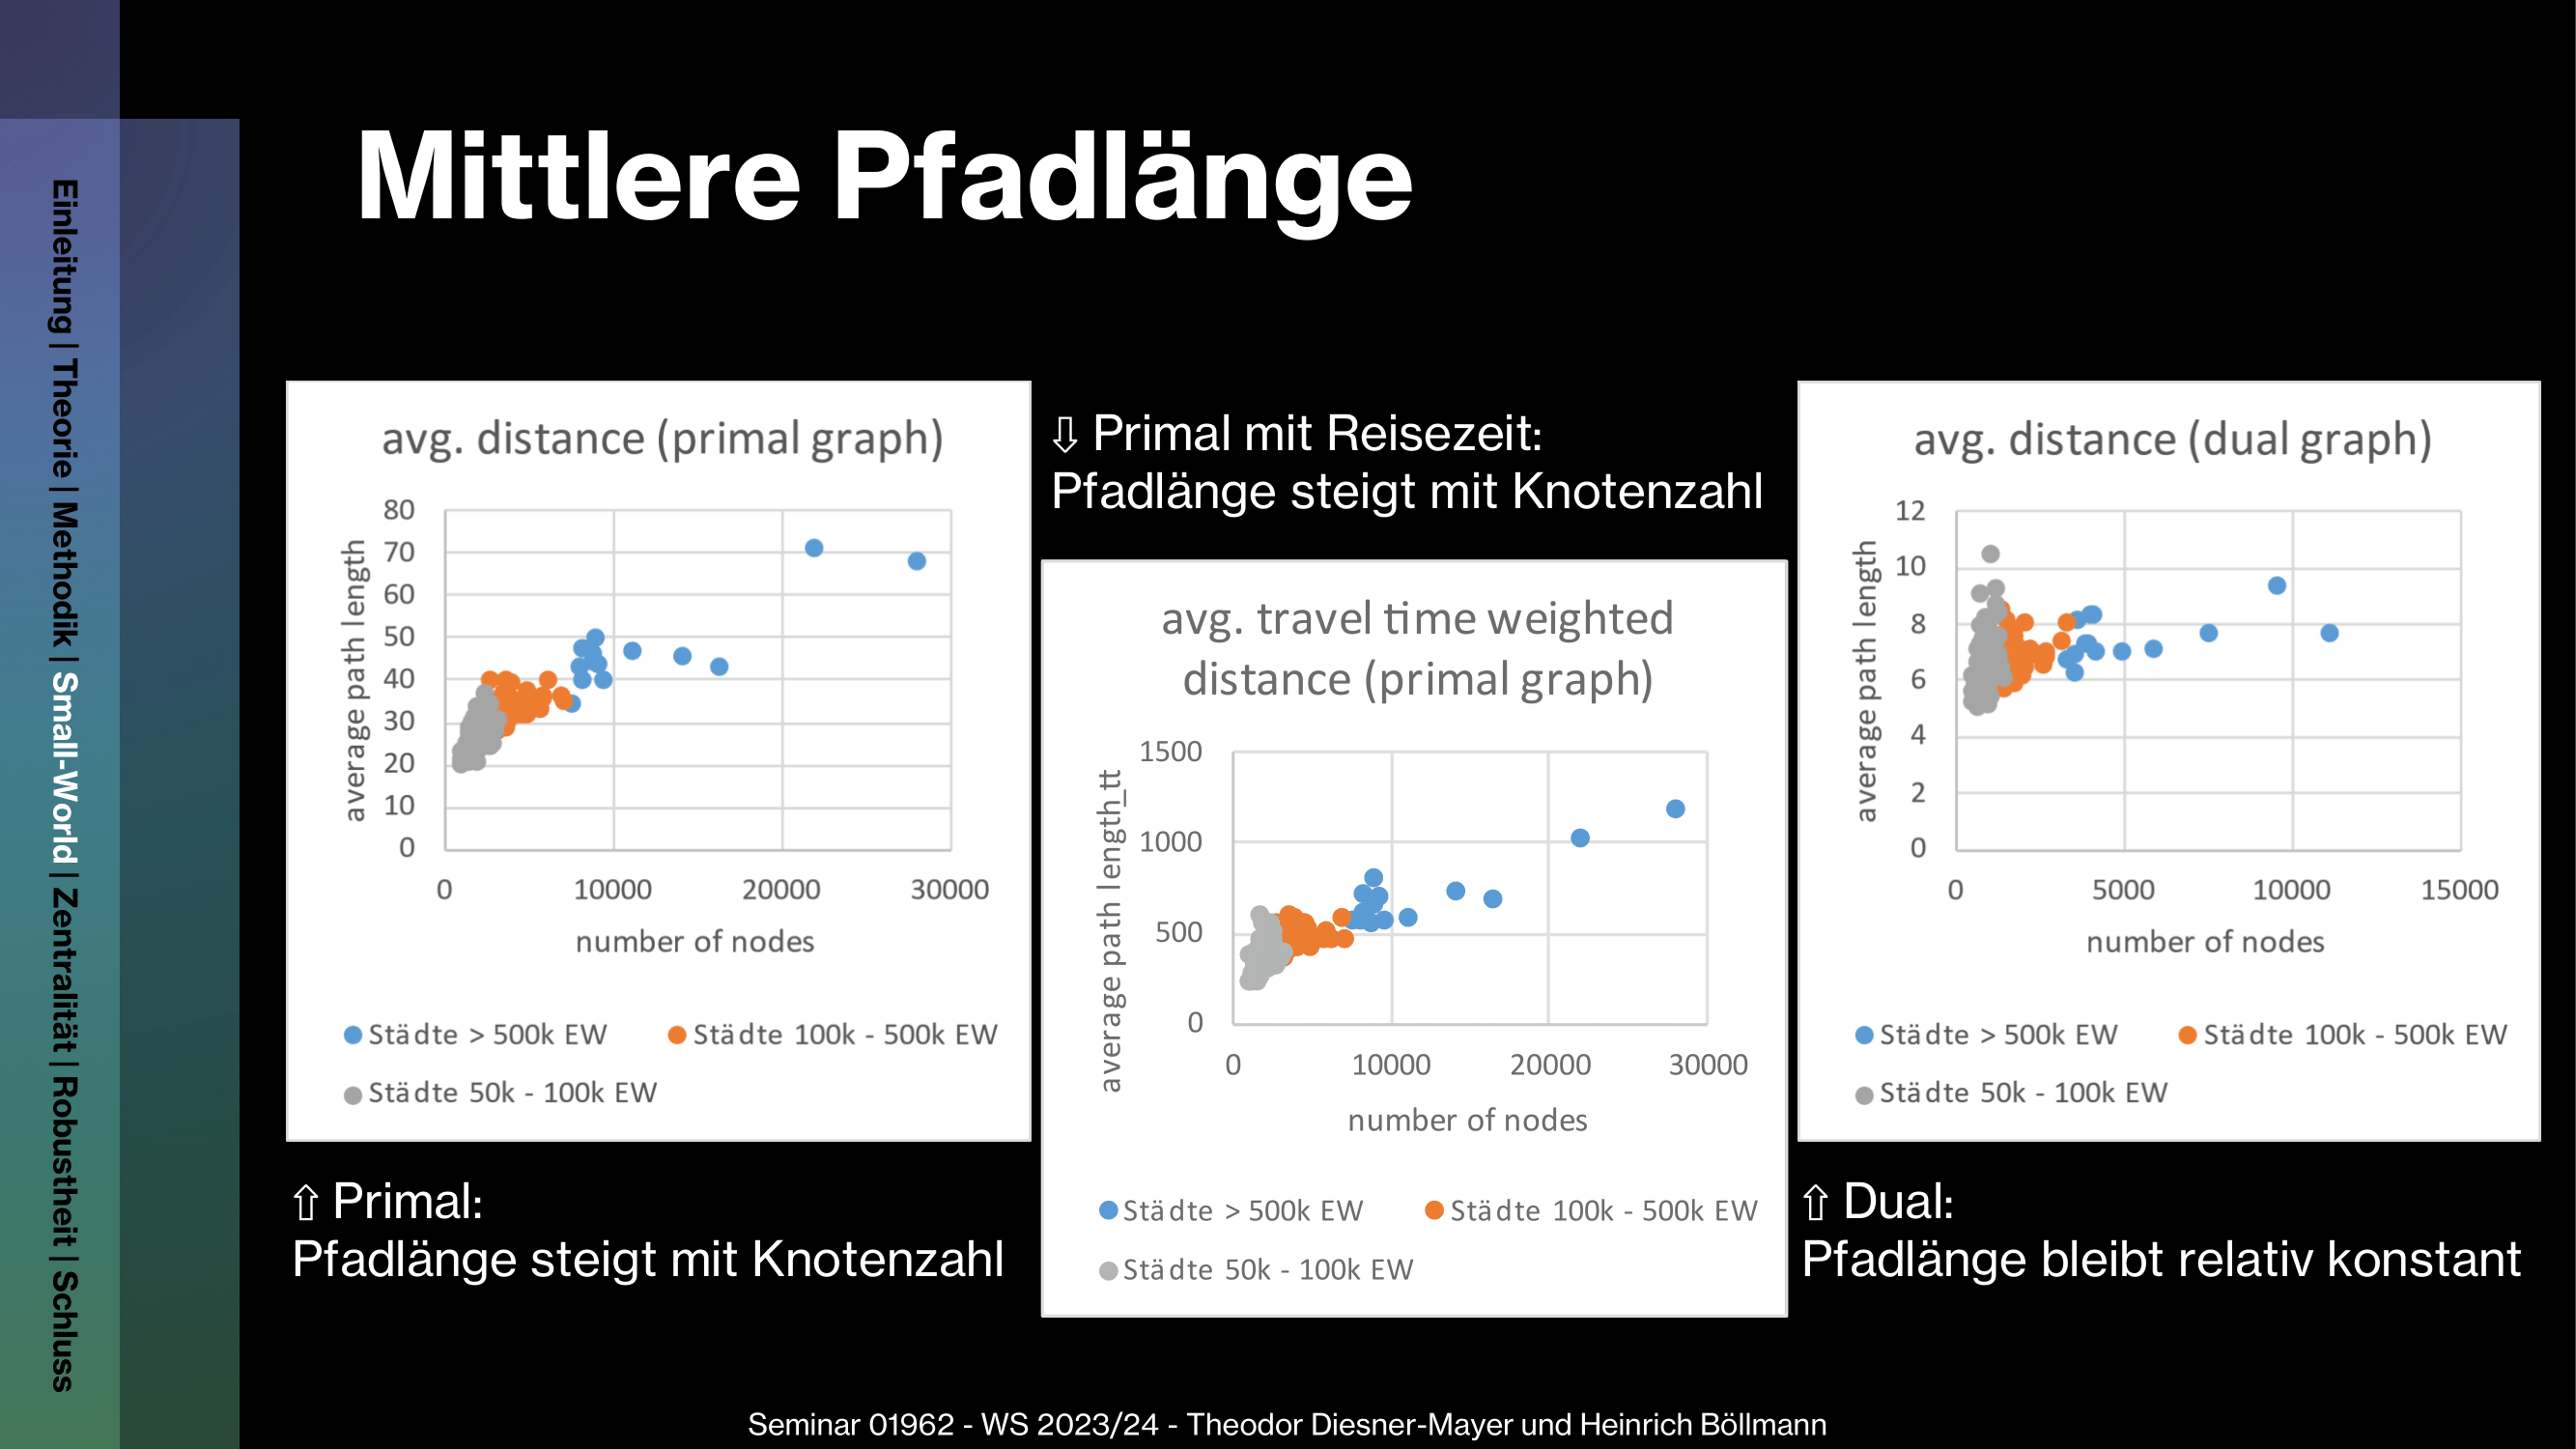 Einleitung | Theorie | Methodik | Small-World | Zentralität | Robustheit | Schluss
Mittlere Pfadlänge
avg. distance (primal graph)
average path length
80
70
60
50
40
30
20
10
0
0 10000 20000 30000
number of nodes
Städte > 500k EW
Städte 100k - 500k EW
Städte 50k - 100k EW
⇧ Primal:
Pfadlänge steigt mit Knotenzahl
⇩ Primal mit Reisezeit:
Pfadlänge steigt mit Knotenzahl
avg. travel time weighted
distance (primal graph)
average path length_tt
1500
1000
500
0
0 10000 20000 30000
number of nodes
Städte > 500k EW
Städte 100k - 500k EW
Städte 50k - 100k EW
avg. distance (dual graph)
average path length
12
10
8
6
4
2
0
0 5000 10000 15000
number of nodes
Städte > 500k EW
Städte 100k - 500k EW
Städte 50k - 100k EW
⇧ Dual:
Pfadlänge bleibt relativ konstant
Seminar 01962 - WS 2023/24 - Theodor Diesner-Mayer und Heinrich Böllmann